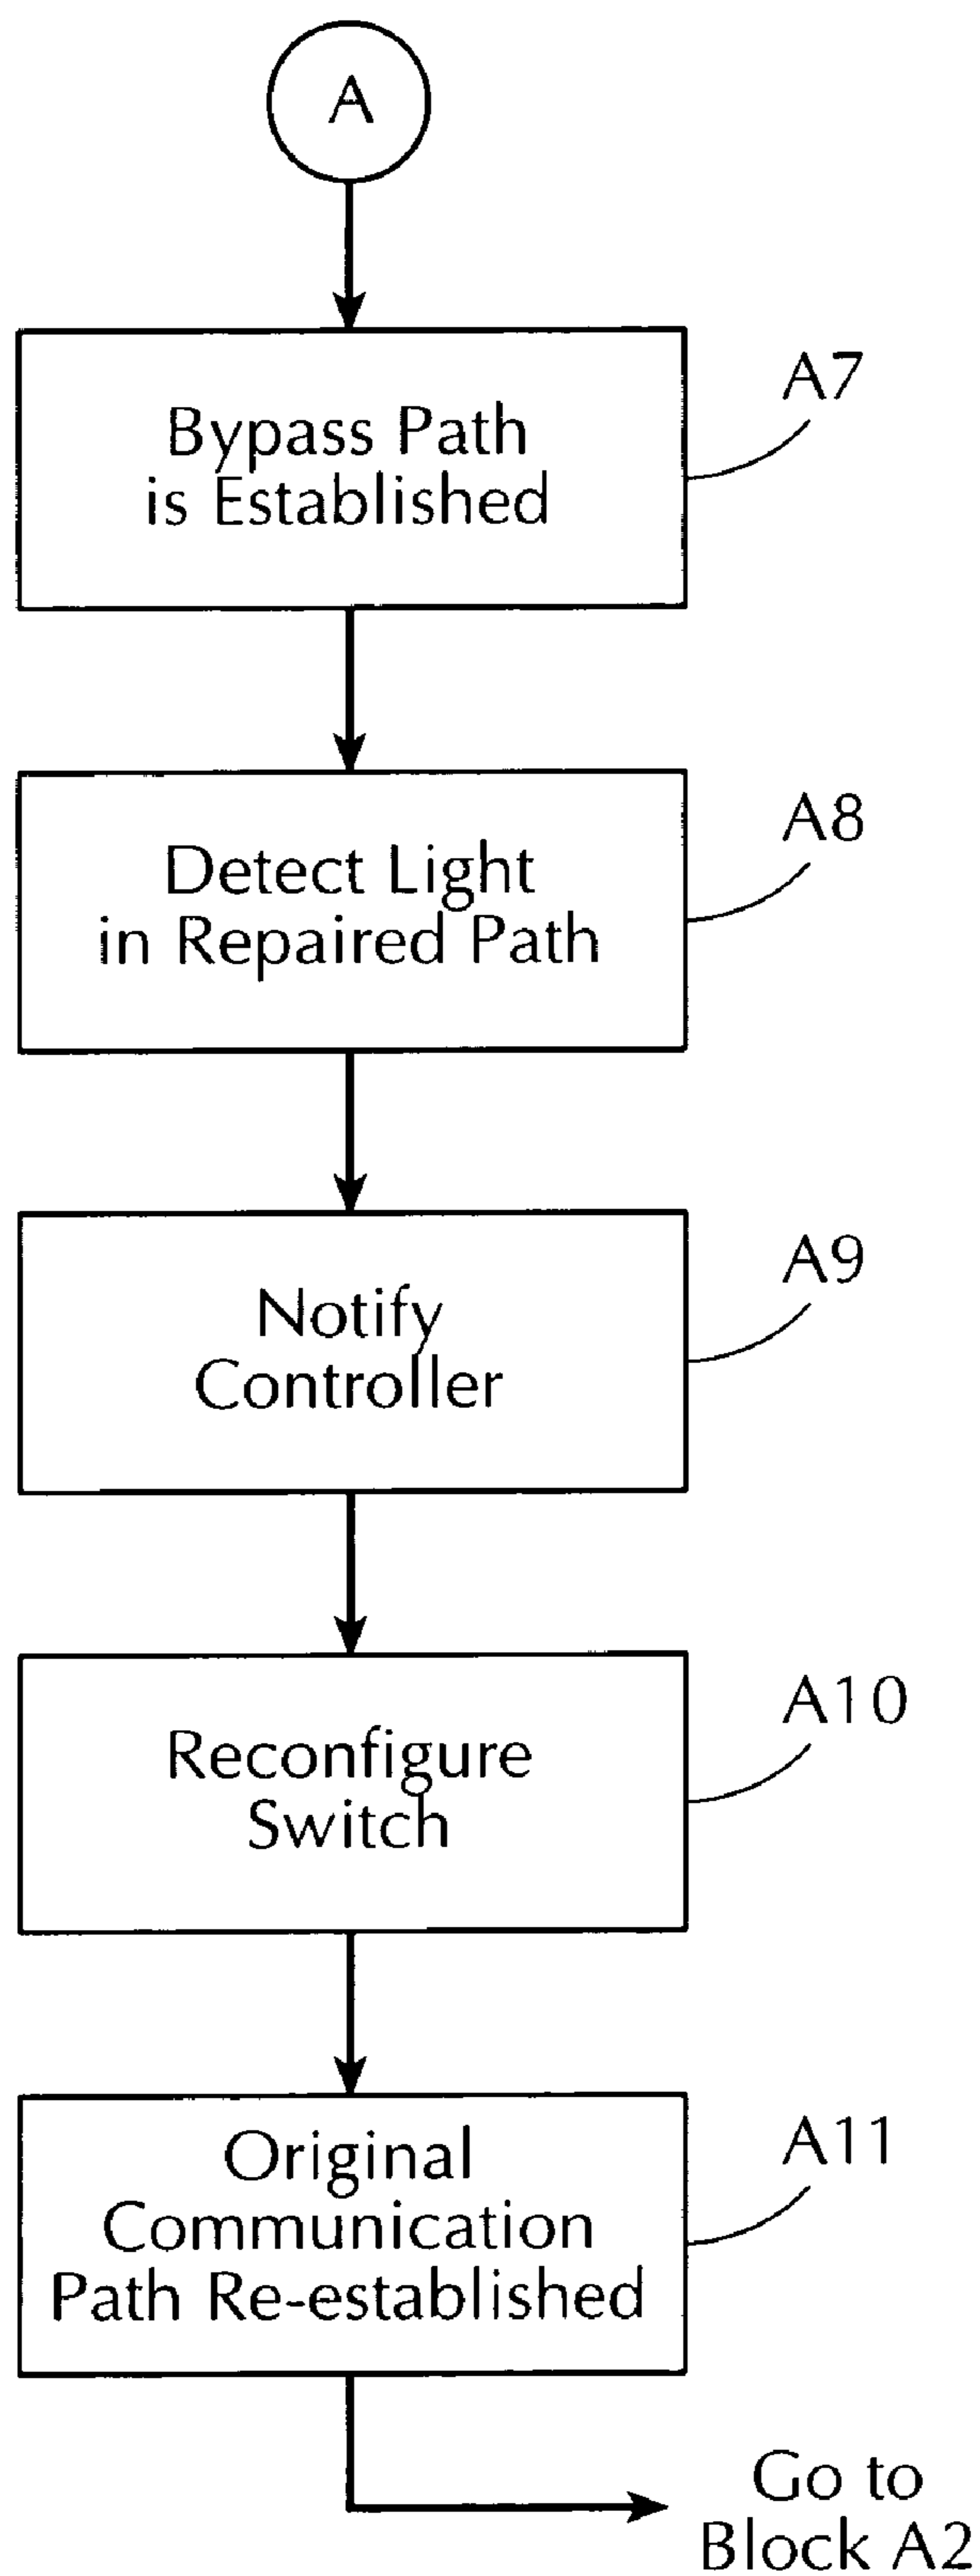 A
A7
Bypass Path
is Established
A8
Detect Light
in Repaired Path
A9
Notify
Controller
A10
Reconfigure
Switch
A11
Original
Communication
Path Re-established
Go to
Block A2